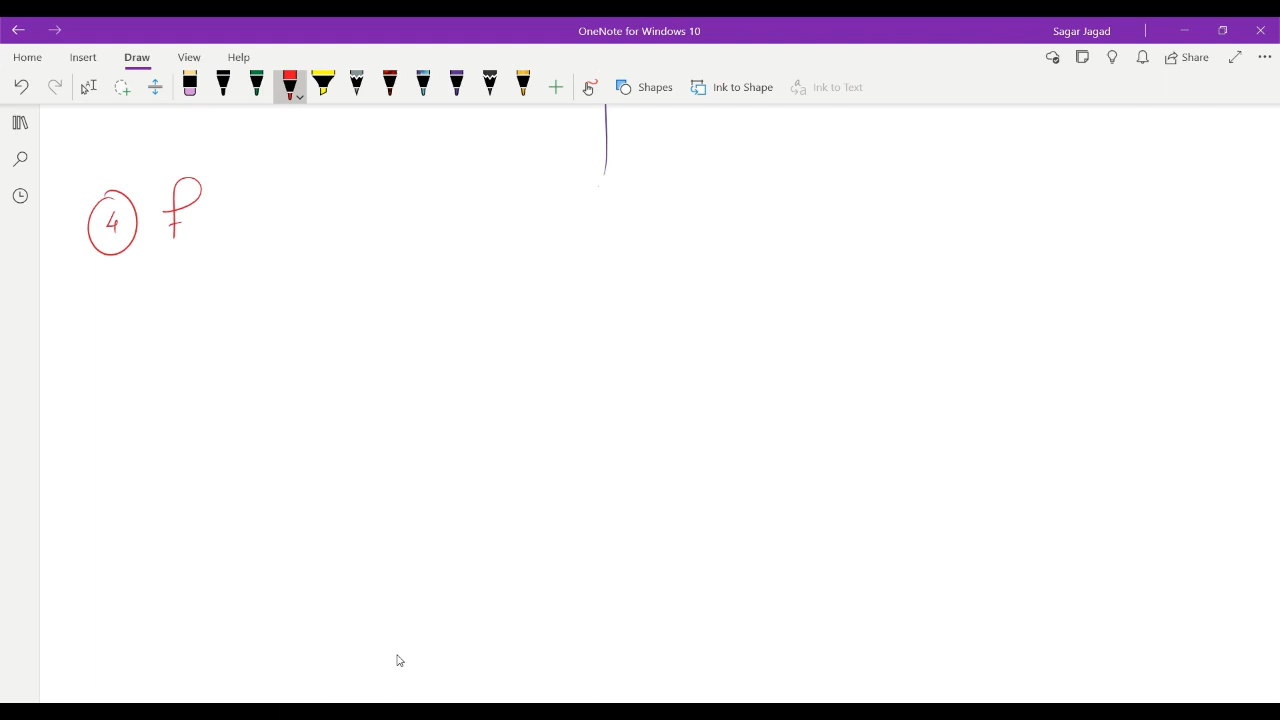 OneNote for Windows 10
Sagar Jagad
Home Insert Draw View Help
Share
Shapes Ink to Shape Ink to Text
4